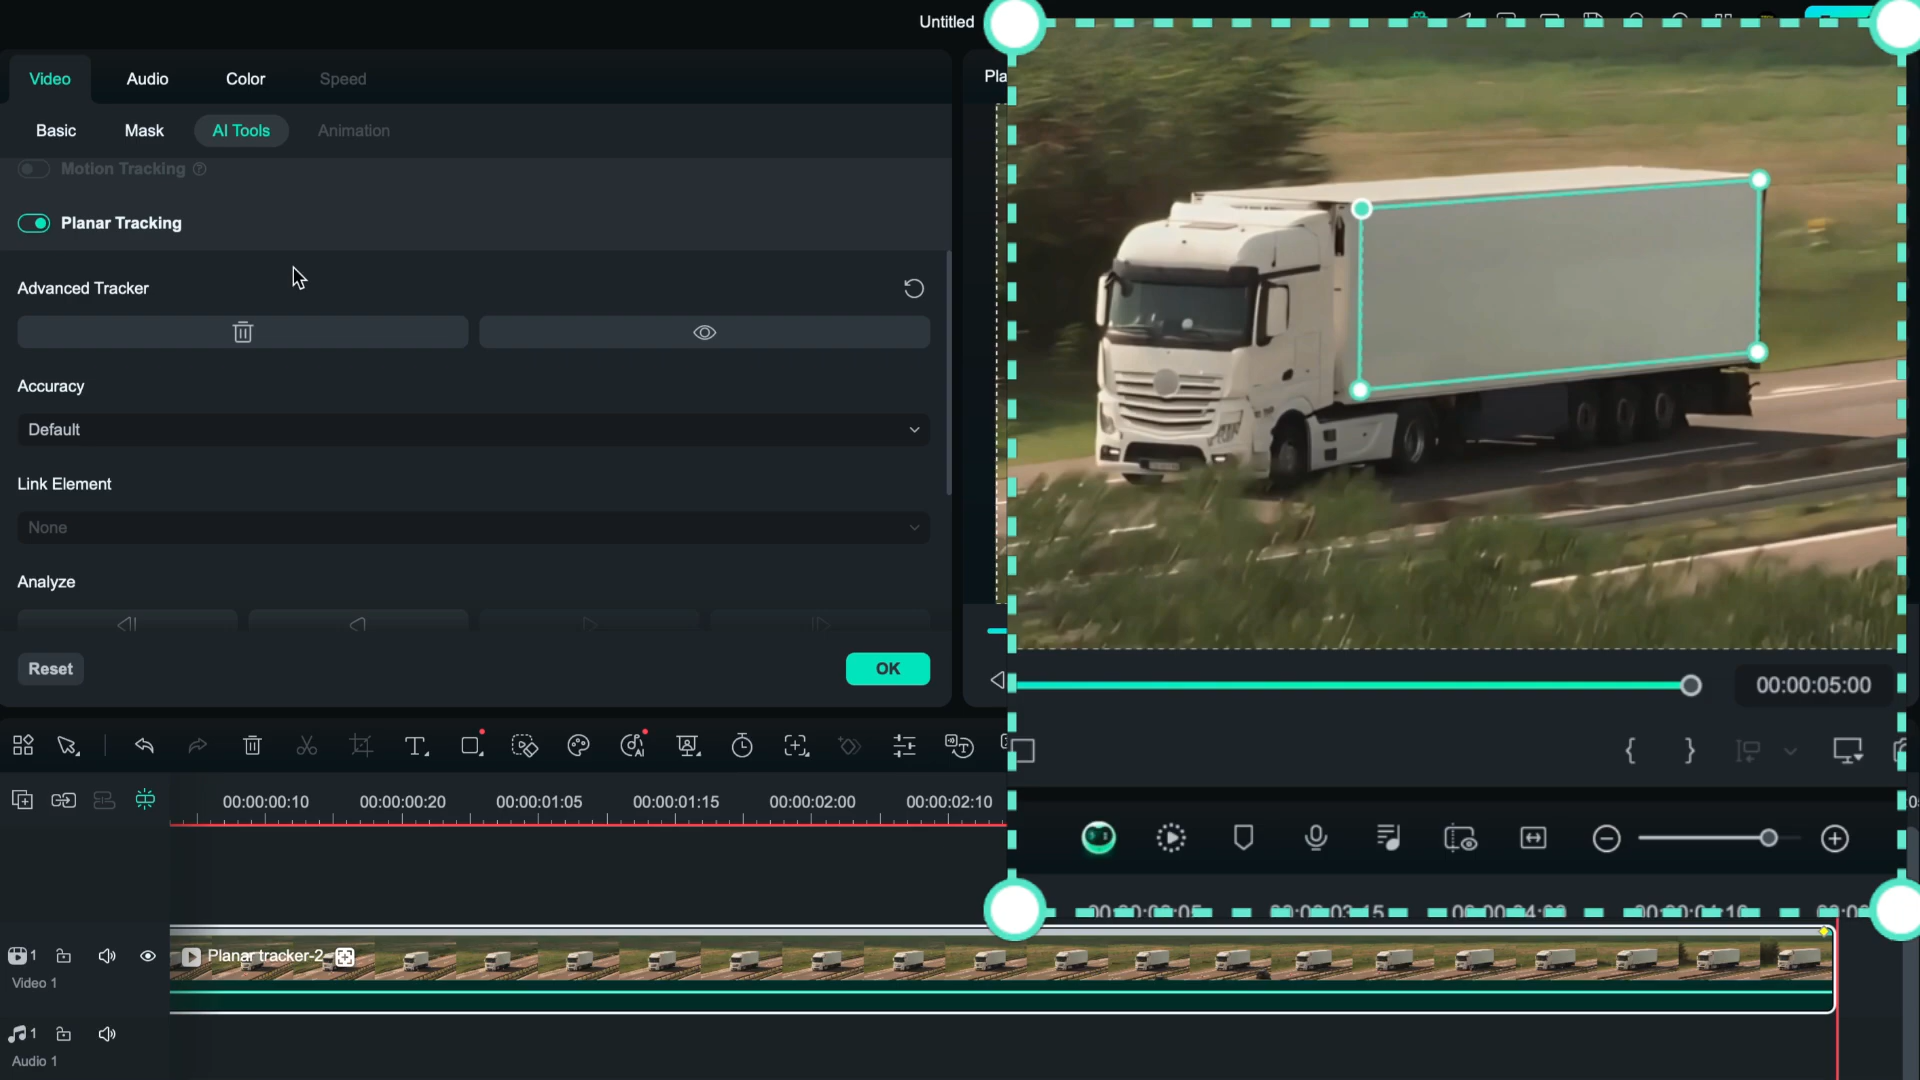 Untitled
Video Audio Color Speed
Basic Mask AI Tools Animation
Motion Tracking
Planar Tracking
Advanced Tracker
Accuracy
Default
Link Element
None
Analyze
Reset OK
00:00:05:00
00:00:00:10 00:00:00:20 00:00:01:05 00:00:01:15 00:00:02:00 00:00:02:10
Planar tracker-2
1
Video 1
1
Audio 1